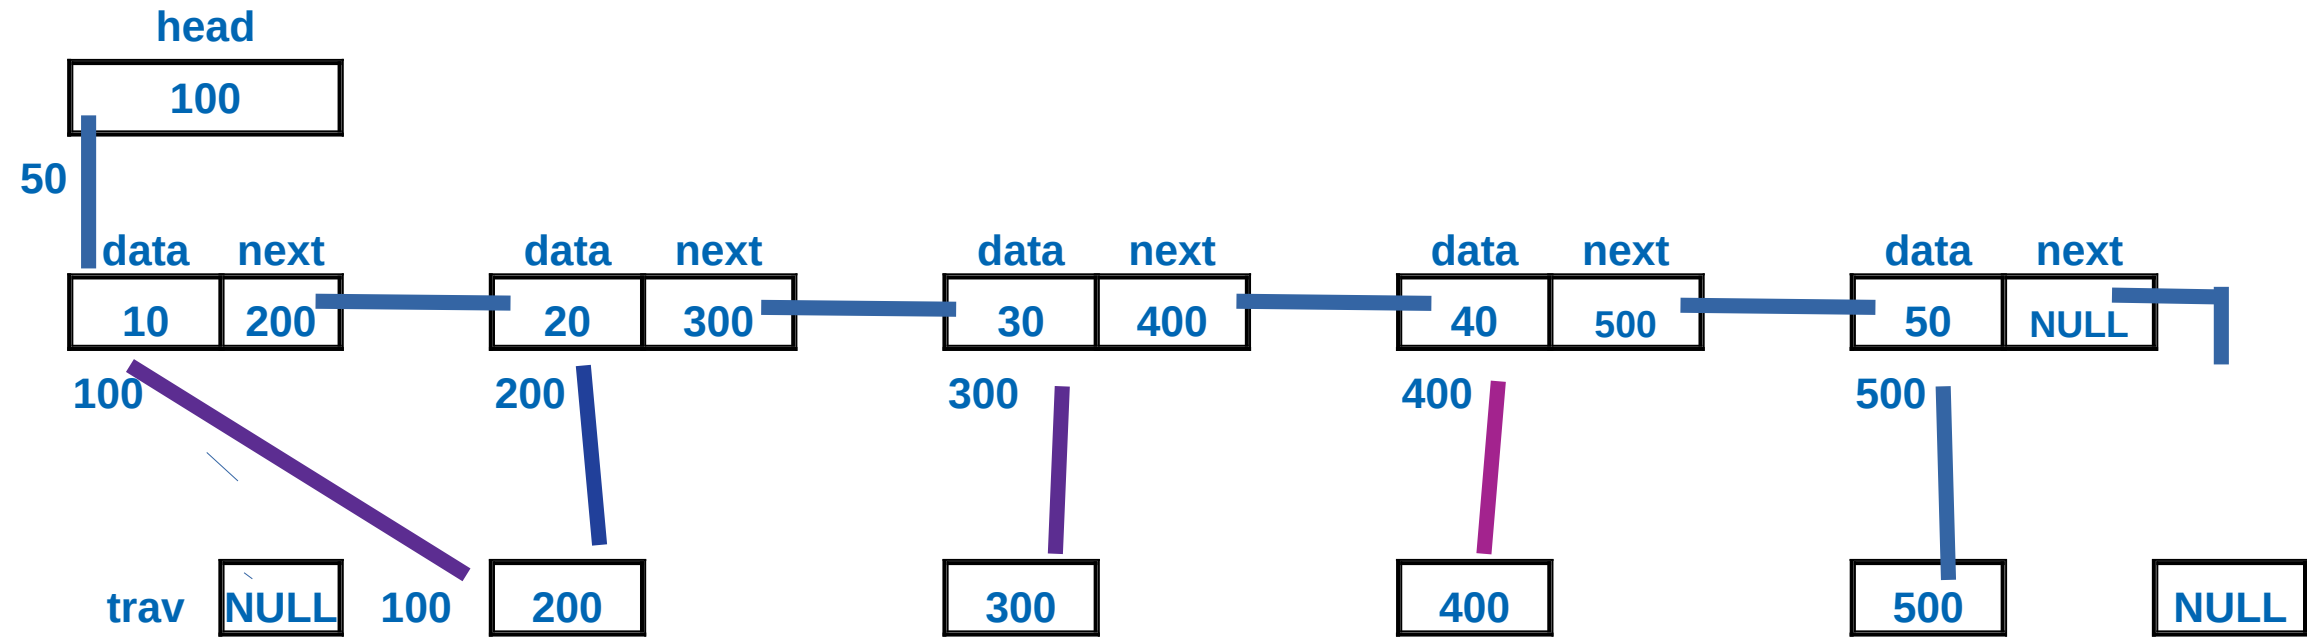 head
100
50
data next data next data next data next data next
10 200 20 300 30 400 40 500 50 NULL
100 200 300 400 500
trav NULL 100 200 300 400 500 NULL